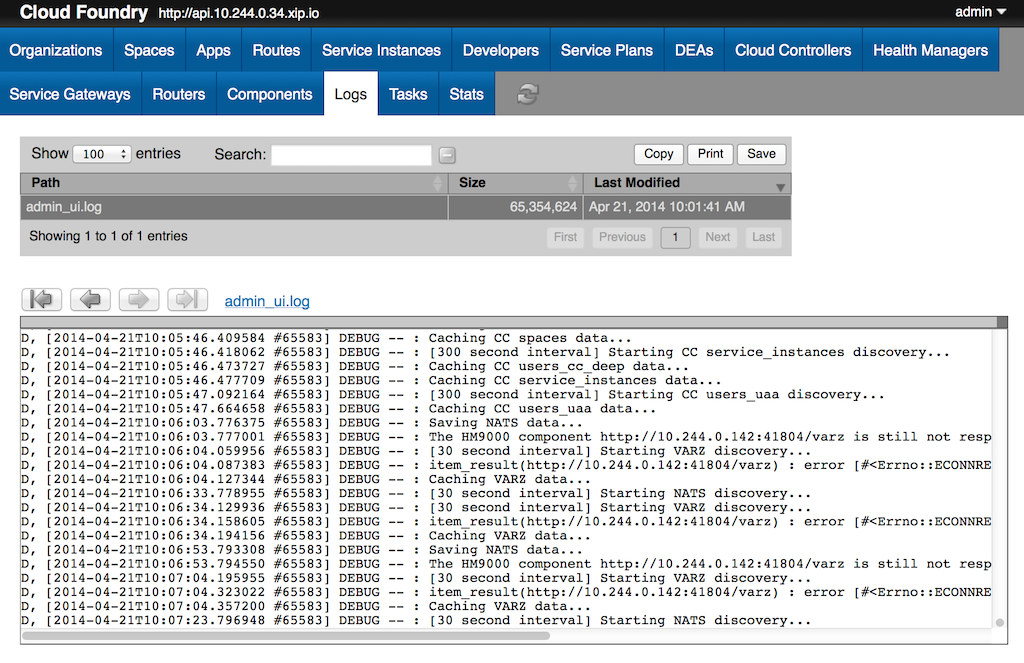 Cloud Foundry http://api.10.244.0.34.xip.io admin
Organizations Spaces Apps Routes Service Instances Developers Service Plans DEAs Cloud Controllers Health Managers
Service Gateways Routers Components Logs Tasks Stats
Show 100 entries Search: Copy Print Save
Path Size Last Modified
admin_ui.log 65,354,624 Apr 21, 2014 10:01:41 AM
Showing 1 to 1 of 1 entries First Previous 1 Next Last
admin_ui.log
D, [2014-04-21T10:05:46.409584 #65583] DEBUG -- : Caching CC spaces data...
D, [2014-04-21T10:05:46.418062 #65583] DEBUG -- : [300 second interval] Starting CC service_instances discovery...
D, [2014-04-21T10:05:46.473727 #65583] DEBUG -- : Caching CC users_cc_deep data...
D, [2014-04-21T10:05:46.477709 #65583] DEBUG -- : Caching CC service_instances data...
D, [2014-04-21T10:05:47.092164 #65583] DEBUG -- : [300 second interval] Starting CC users_uaa discovery...
D, [2014-04-21T10:05:47.664658 #65583] DEBUG -- : Caching CC users_uaa data...
D, [2014-04-21T10:06:03.776375 #65583] DEBUG -- : Saving NATS data...
D, [2014-04-21T10:06:03.777001 #65583] DEBUG -- : The HM9000 component http://10.244.0.142:41804/varz is still not resp
D, [2014-04-21T10:06:04.059956 #65583] DEBUG -- : [30 second interval] Starting VARZ discovery...
D, [2014-04-21T10:06:04.087383 #65583] DEBUG -- : item_result(http://10.244.0.142:41804/varz) : error [#<Errno::ECONNRE
D, [2014-04-21T10:06:04.127344 #65583] DEBUG -- : Caching VARZ data...
D, [2014-04-21T10:06:33.778955 #65583] DEBUG -- : [30 second interval] Starting NATS discovery...
D, [2014-04-21T10:06:34.129936 #65583] DEBUG -- : [30 second interval] Starting VARZ discovery...
D, [2014-04-21T10:06:34.158605 #65583] DEBUG -- : item_result(http://10.244.0.142:41804/varz) : error [#<Errno::ECONNRE
D, [2014-04-21T10:06:34.194156 #65583] DEBUG -- : Caching VARZ data...
D, [2014-04-21T10:06:53.793308 #65583] DEBUG -- : Saving NATS data...
D, [2014-04-21T10:06:53.794550 #65583] DEBUG -- : The HM9000 component http://10.244.0.142:41804/varz is still not resp
D, [2014-04-21T10:07:04.195955 #65583] DEBUG -- : [30 second interval] Starting VARZ discovery...
D, [2014-04-21T10:07:04.323022 #65583] DEBUG -- : item_result(http://10.244.0.142:41804/varz) : error [#<Errno::ECONNRE
D, [2014-04-21T10:07:04.357200 #65583] DEBUG -- : Caching VARZ data...
D, [2014-04-21T10:07:23.796948 #65583] DEBUG -- : [30 second interval] Starting NATS discovery...